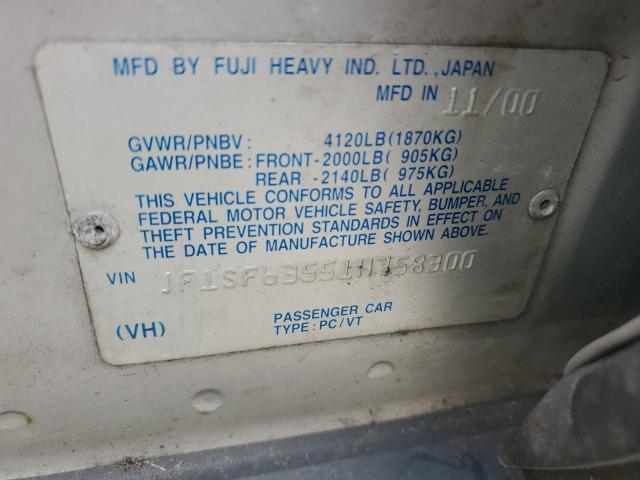 MFD BY FUJI HEAVY IND. LTD., JAPAN
MFD IN 11/00
GVWR/PNBV: 4120LB(1870KG)
GAWR/PNBE: FRONT-2000LB( 905KG)
REAR -2140LB( 975KG)
THIS VEHICLE CONFORMS TO ALL APPLICABLE
FEDERAL MOTOR VEHICLE SAFETY, BUMPER, AND
THEFT PREVENTION STANDARDS IN EFFECT ON
THE DATE OF MANUFACTURE SHOWN ABOVE.
VIN JF1SF63551H758300
(VH) PASSENGER CAR
TYPE: PC/VT